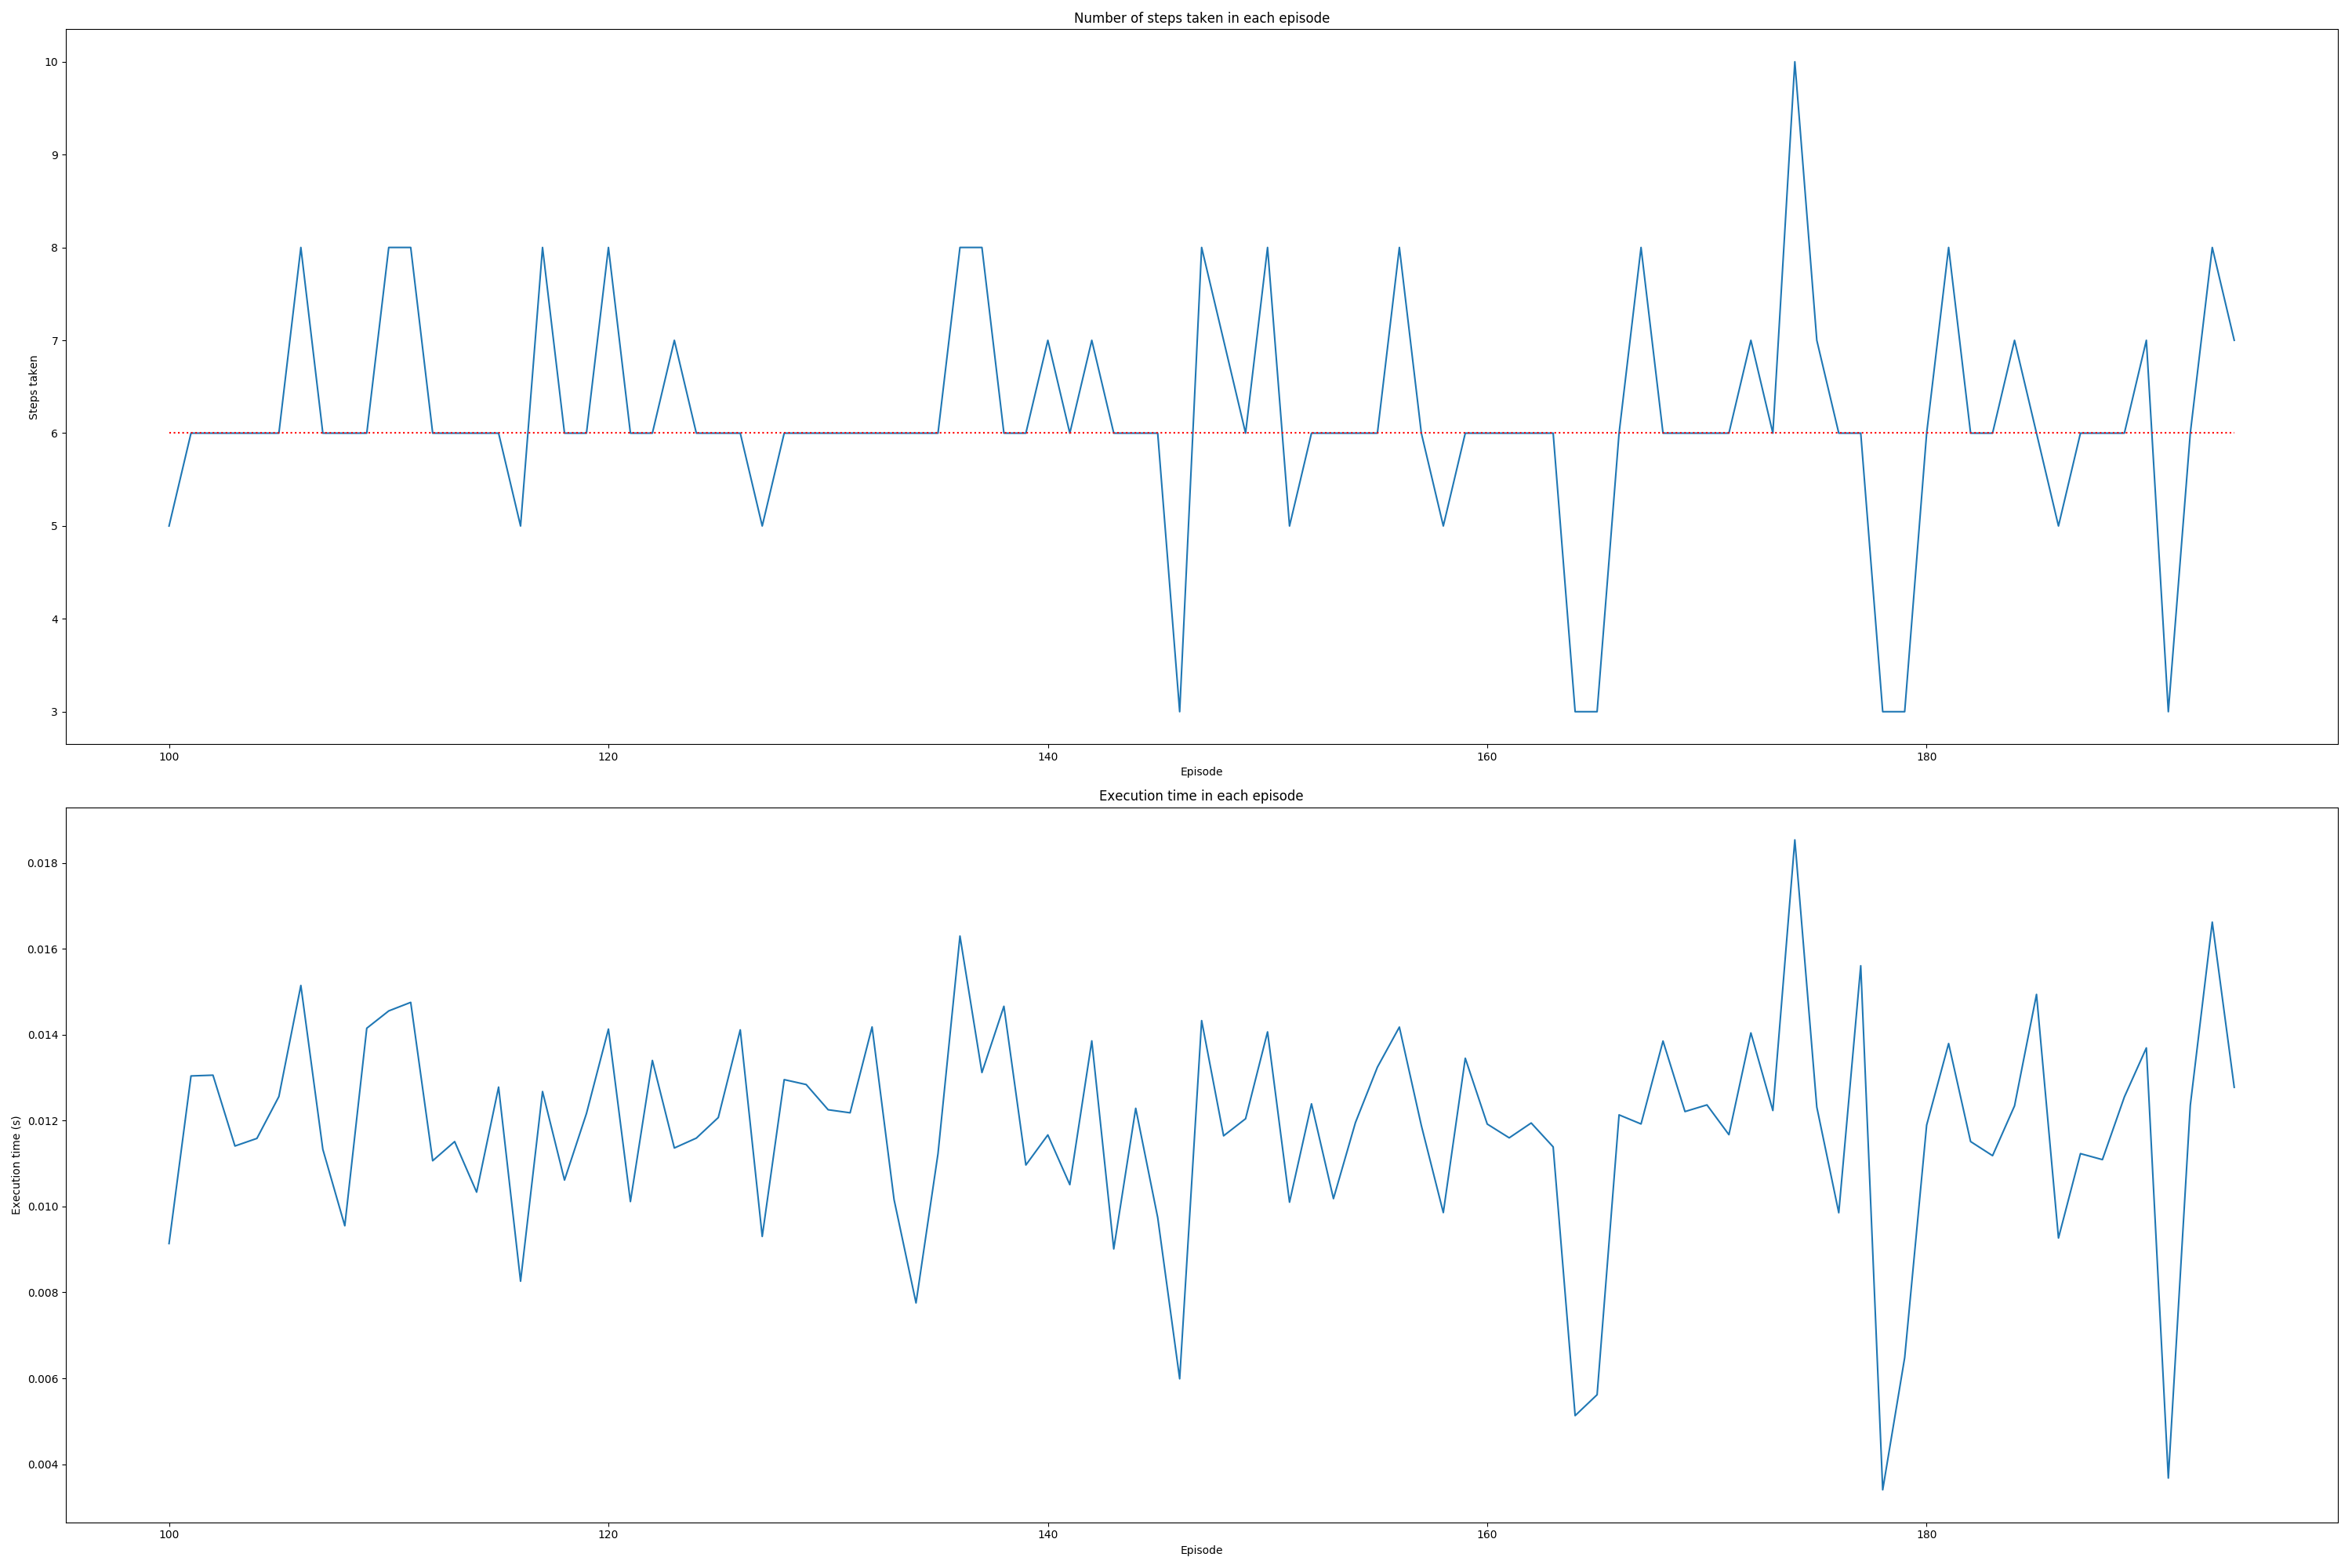 Number of steps taken in each episode
10
9
8
7
6
5
4
3
Steps taken
100 120 140 160 180
Episode
Execution time in each episode
0.018
0.016
0.014
0.012
0.010
0.008
0.006
0.004
Execution time (s)
100 120 140 160 180
Episode